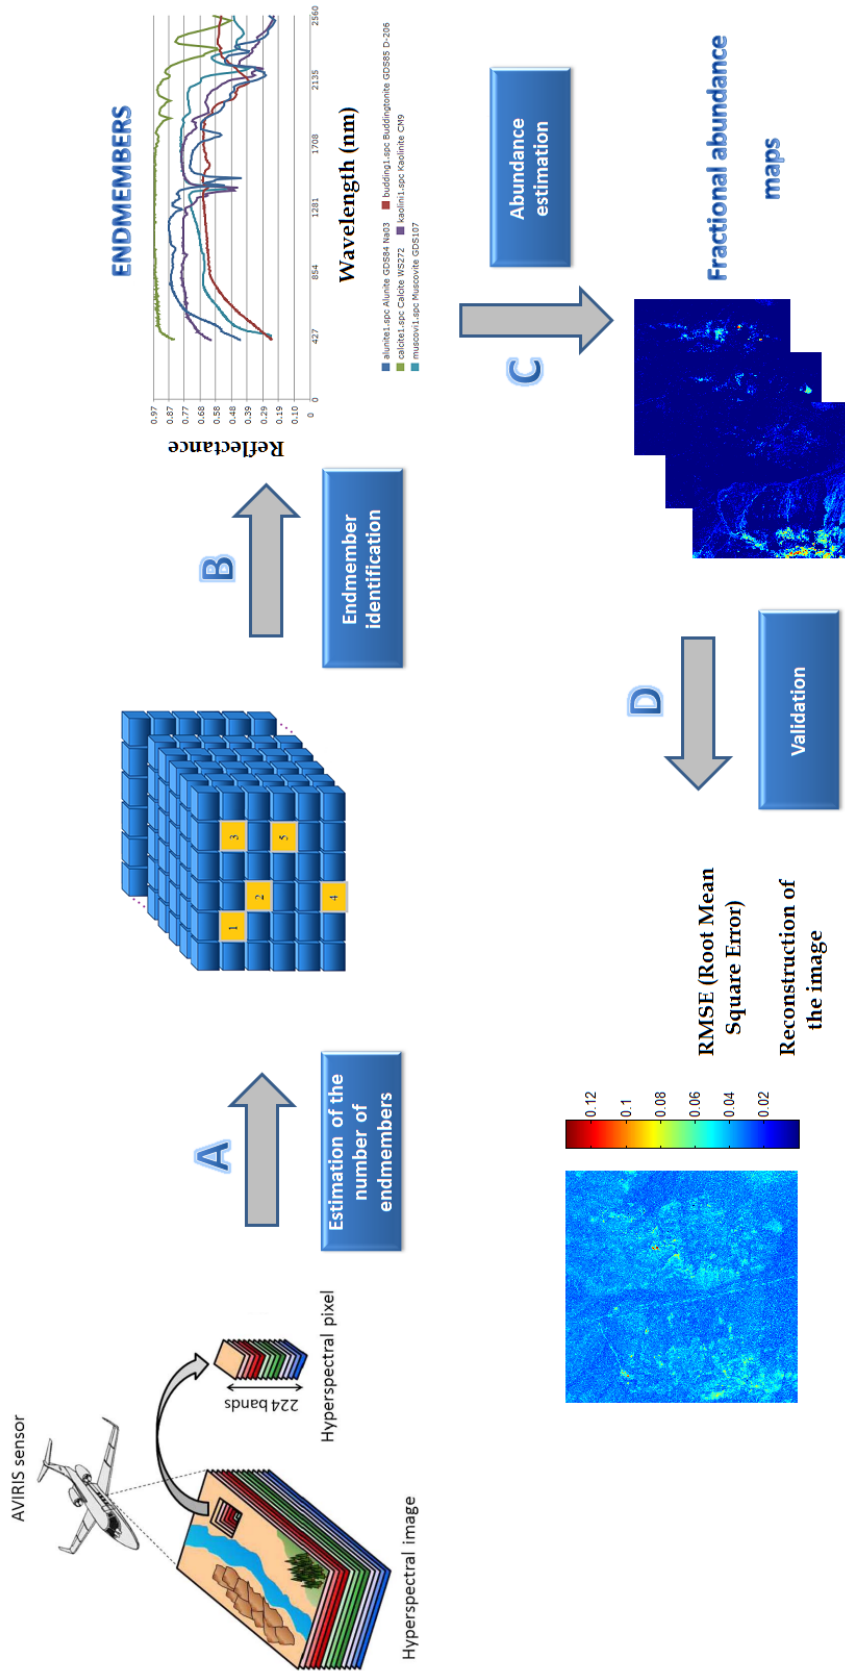 AVIRIS sensor
Hyperspectral image
224 bands
Hyperspectral pixel
A
Estimation of the
number of
endmembers
1
2
3
4
5
B
Endmember
identification
ENDMEMBERS
Reflectance
0.97
0.87
0.77
0.68
0.58
0.48
0.39
0.29
0.19
0.10
0
0
427
854
1281
1708
2135
2560
Wavelength (nm)
alunite1.spc Alunite GDS84 Na03
budding1.spc Buddingtonite GDS85 D-206
calcite1.spc Calcite WS272
kaolini1.spc Kaolinite CM9
muscovi1.spc Muscovite GDS107
C
Abundance
estimation
Fractional abundance
maps
D
Validation
RMSE (Root Mean
Square Error)
Reconstruction of
the image
0.12
0.1
0.08
0.06
0.04
0.02